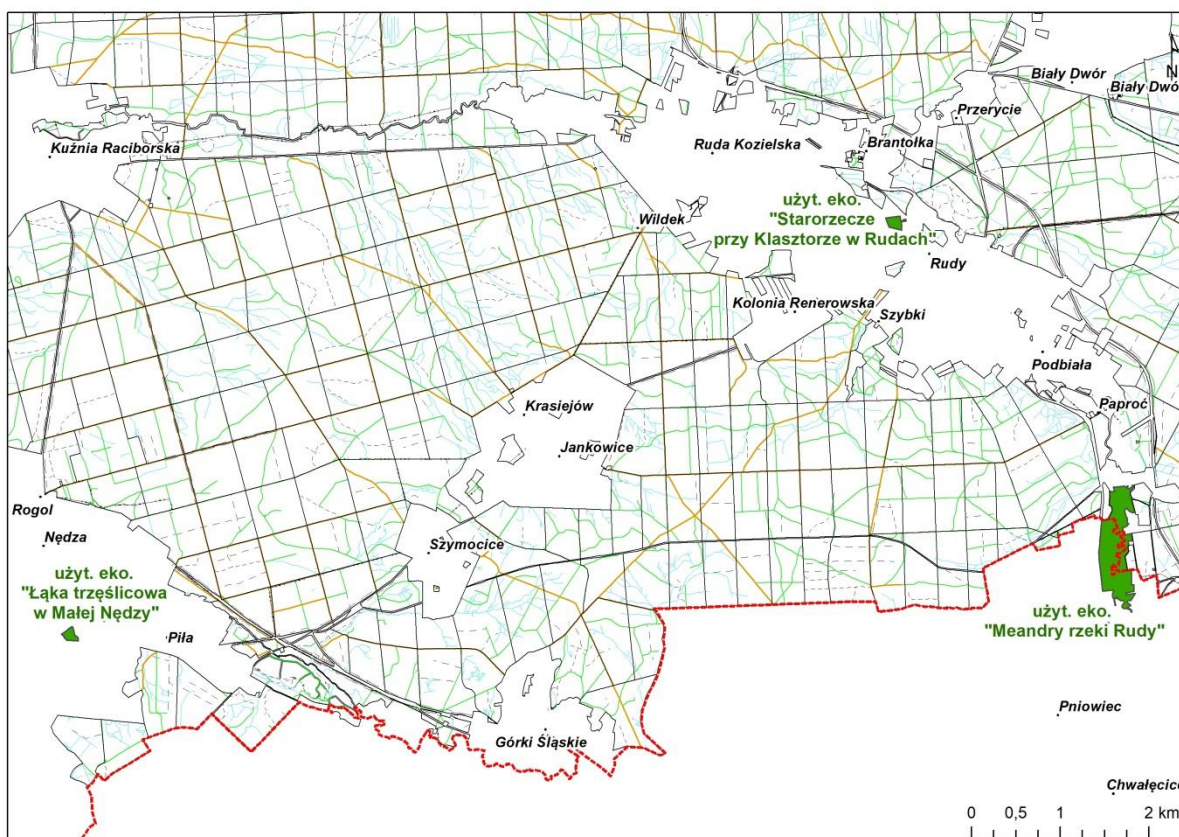 N
Biały Dwór
Biały Dwó
Przerycie
Kuźnia Raciborska
Ruda Kozielska
Brantołka
użyt. eko.
"Starorzecze
przy Klasztorze w Rudach"
Wildek
Rudy
Kolonia Renerowska
Szybki
Podbiała
Krasiejów
Paproć
Jankowice
Rogol
Nędza
Szymocice
użyt. eko.
"Łąka trzęślicowa
w Małej Nędzy"
użyt. eko.
"Meandry rzeki Rudy"
Piła
Pniowiec
Górki Śląskie
Chwałęcice
0 0,5 1 2 km